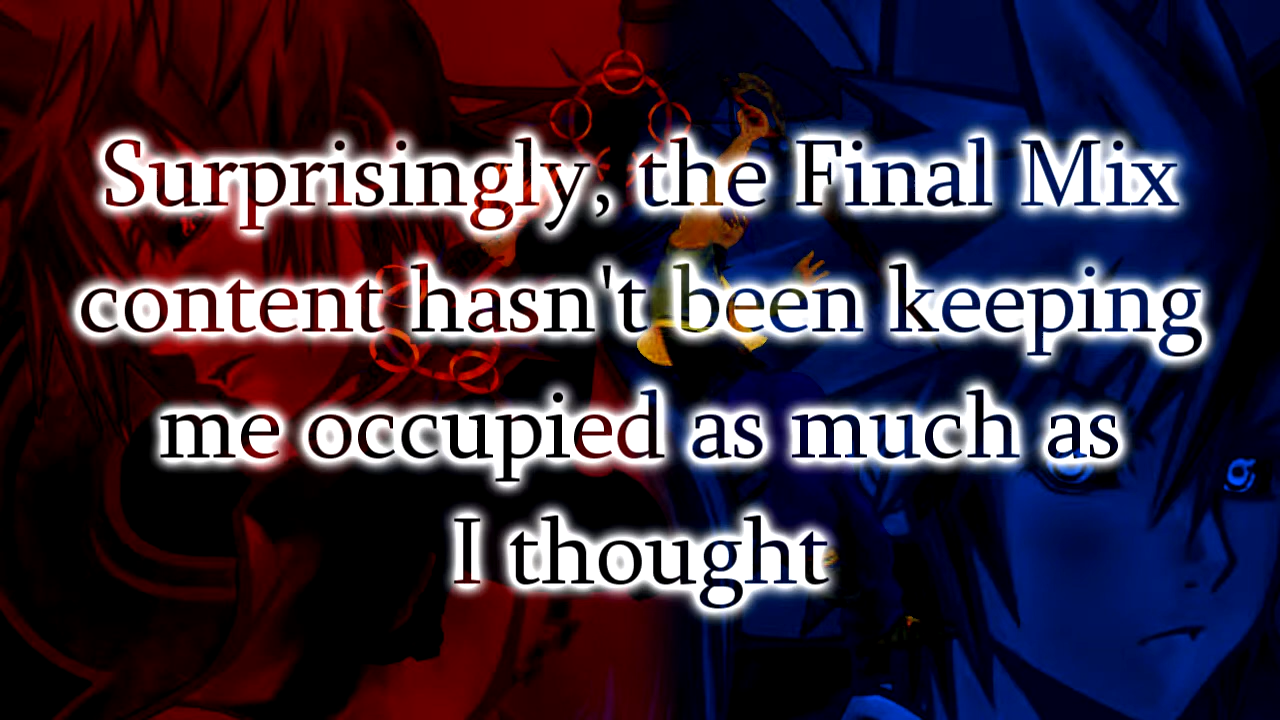 Surprisingly, the Final Mix
content hasn't been keeping
me occupied as much as
I thought